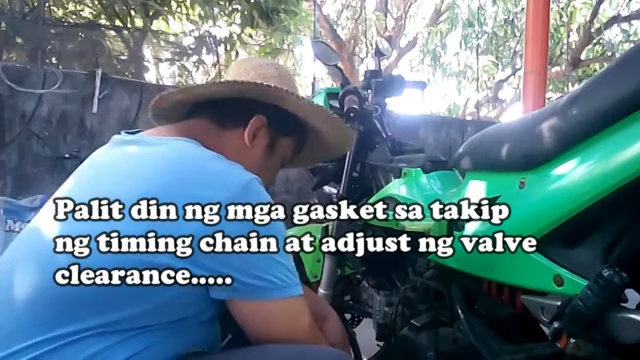 Palit din ng mga gasket sa takip
ng timing chain at adjust ng valve
clearance.....